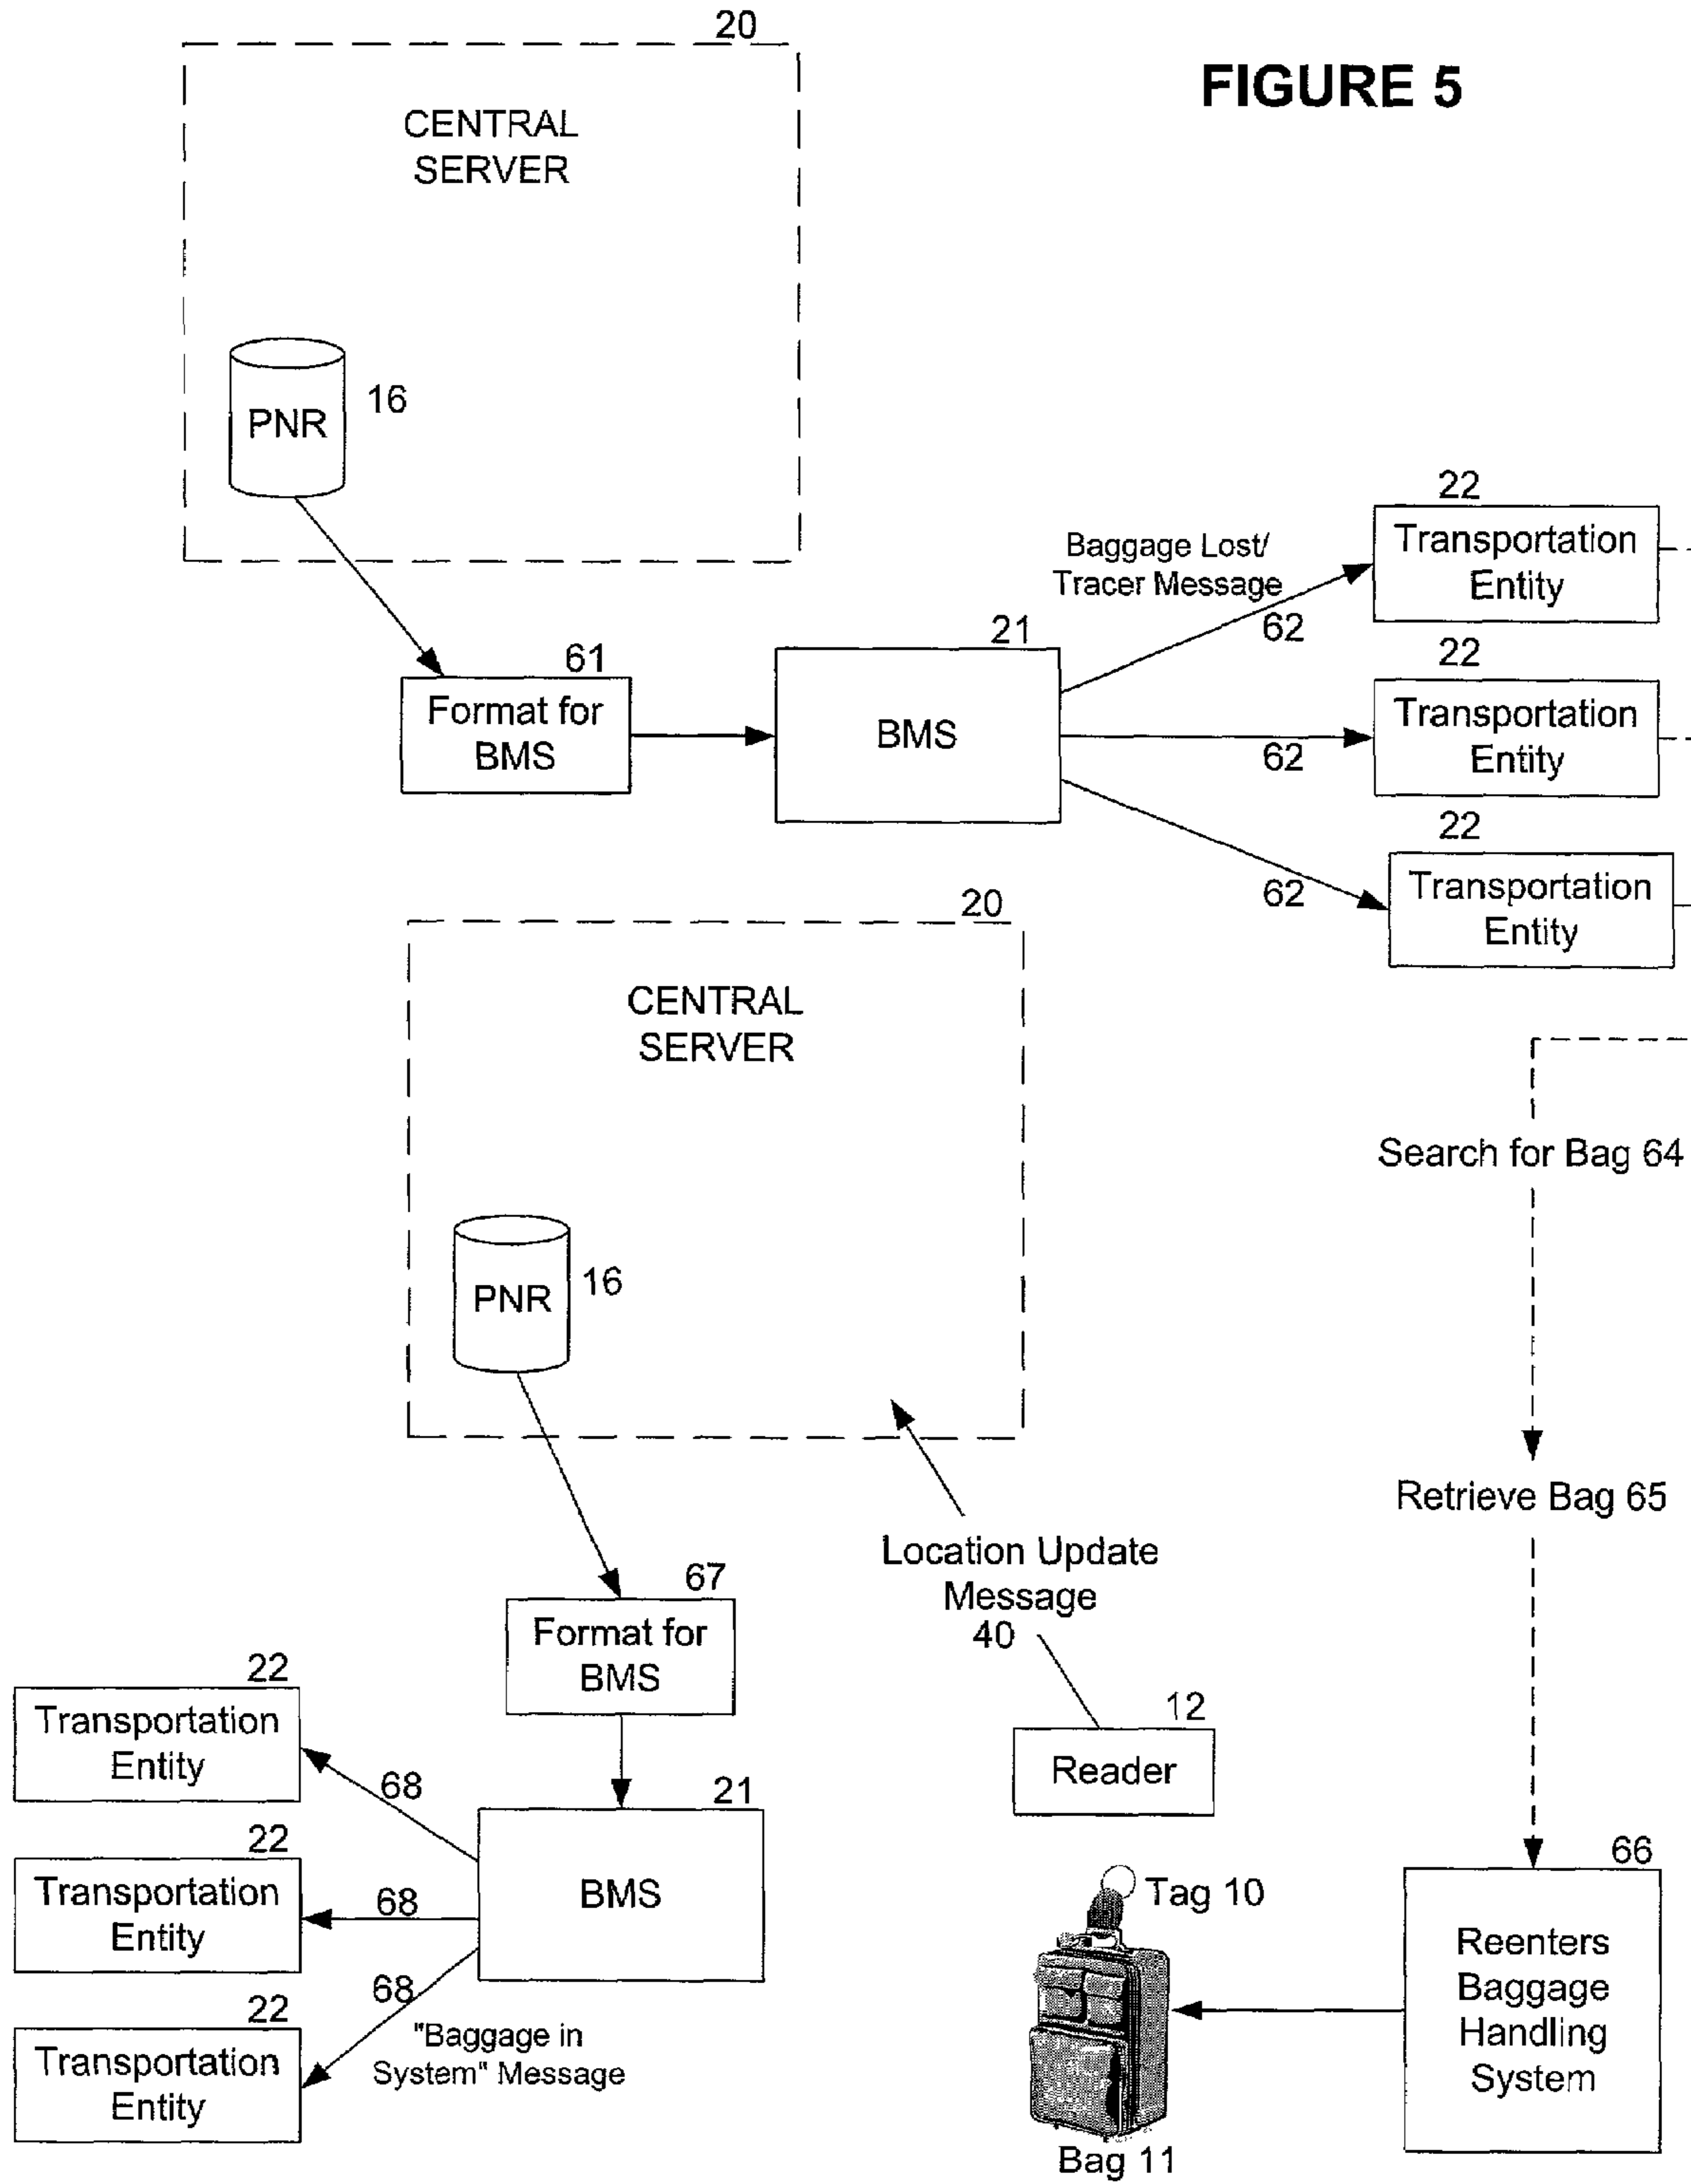 20
FIGURE 5
CENTRAL
SERVER
PNR
16
22
Transportation
Entity
Baggage Lost/
Tracer Message
62
61
Format for
BMS
21
BMS
22
Transportation
Entity
62
22
Transportation
Entity
62
20
CENTRAL
SERVER
PNR
16
Search for Bag 64
Retrieve Bag 65
Location Update
Message
40
67
Format for
BMS
12
Reader
22
Transportation
Entity
68
21
BMS
22
Transportation
Entity
68
22
Transportation
Entity
68
"Baggage in
System" Message
Tag 10
Bag 11
66
Reenters
Baggage
Handling
System